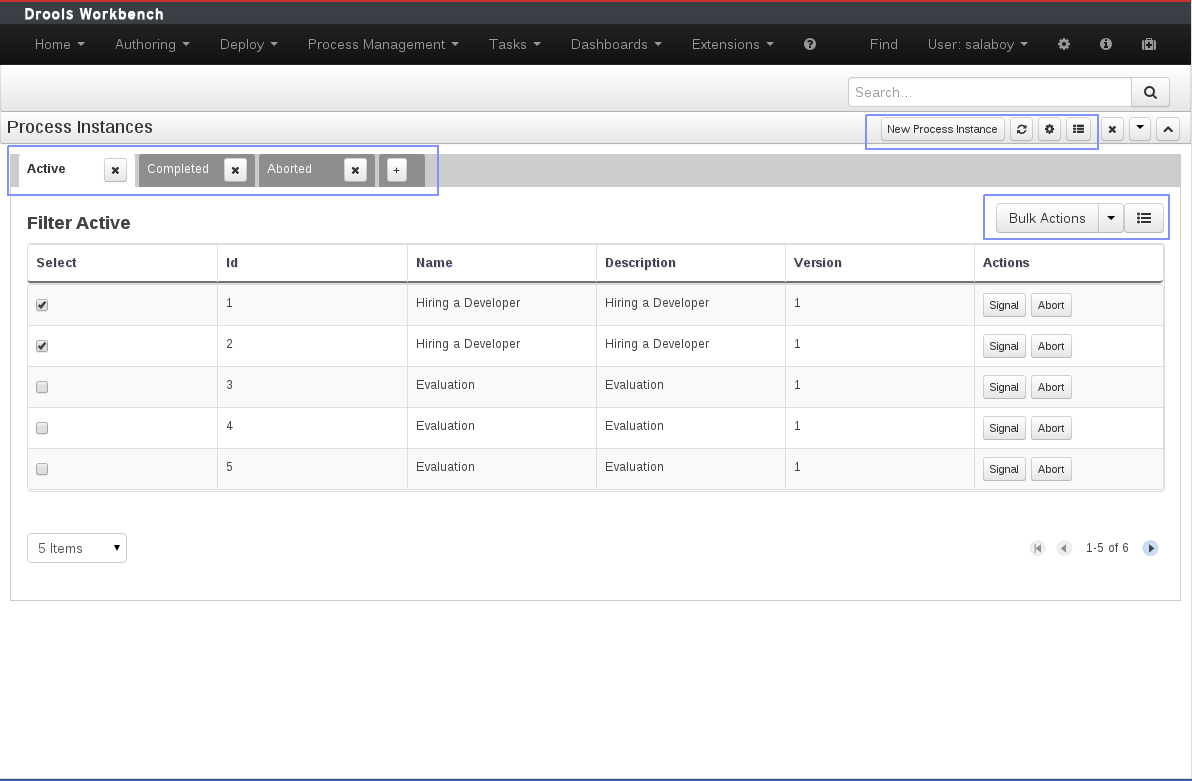 Drools Workbench
Home Authoring Deploy Process Management Tasks Dashboards Extensions Find User: salaboy
Search...
Process Instances New Process Instance
Active Completed Aborted +
Filter Active Bulk Actions
Select Id Name Description Version Actions
1 Hiring a Developer Hiring a Developer 1 Signal Abort
2 Hiring a Developer Hiring a Developer 1 Signal Abort
3 Evaluation Evaluation 1 Signal Abort
4 Evaluation Evaluation 1 Signal Abort
5 Evaluation Evaluation 1 Signal Abort
5 Items 1-5 of 6